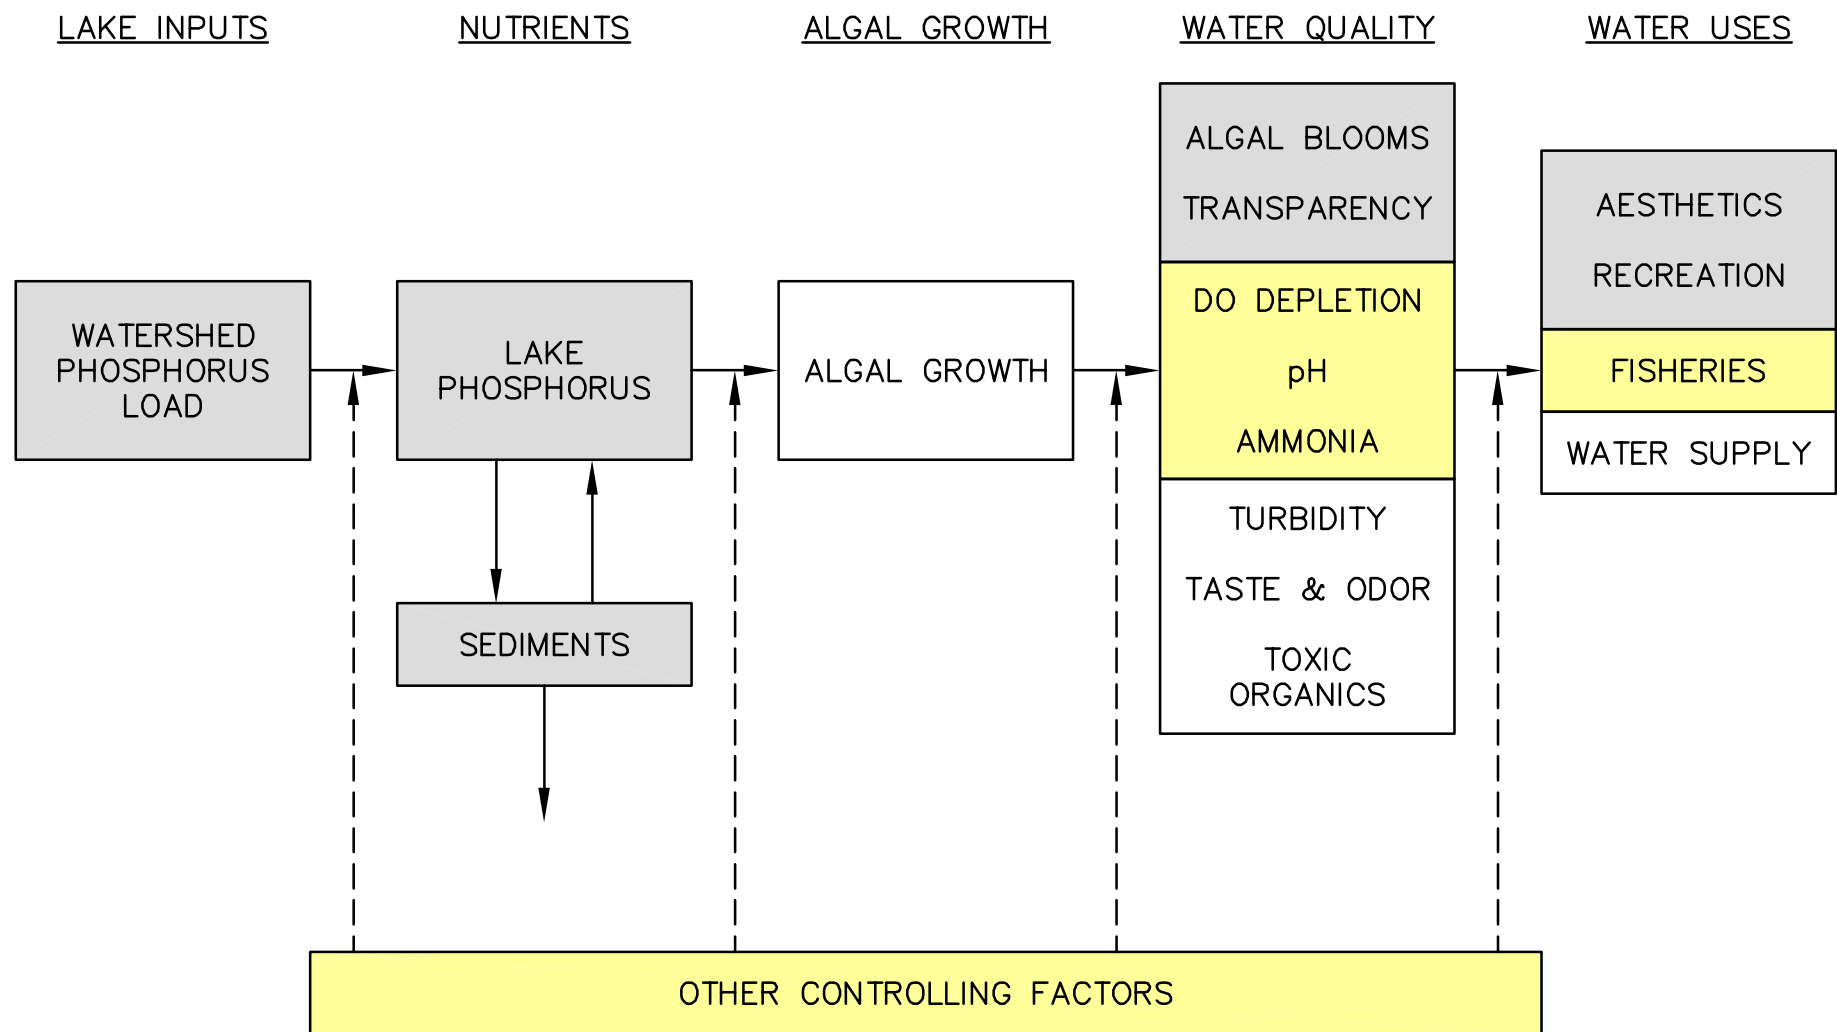 LAKE INPUTS
NUTRIENTS
ALGAL GROWTH
WATER QUALITY
WATER USES
WATERSHED
PHOSPHORUS
LOAD
LAKE
PHOSPHORUS
SEDIMENTS
ALGAL GROWTH
ALGAL BLOOMS
TRANSPARENCY
DO DEPLETION
pH
AMMONIA
TURBIDITY
TASTE & ODOR
TOXIC
ORGANICS
AESTHETICS
RECREATION
FISHERIES
WATER SUPPLY
OTHER CONTROLLING FACTORS